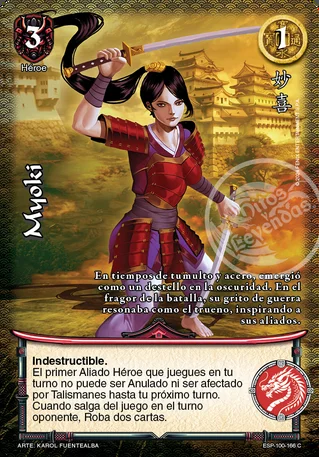 3
Héroe
1
妙喜
Myoki
Otros
Leyendas
En tiempos de tumulto y acero, emergió
como un destello en la oscuridad. En el
fragor de la batalla, su grito de guerra
resonaba como el trueno, inspirando a
sus aliados.
Indestructible.
El primer Aliado Héroe que juegues en tu
turno no puede ser Anulado ni ser afectado
por Talismanes hasta tu próximo turno.
Cuando salga del juego en el turno
oponente, Roba dos cartas.
ARTE: KAROL FUENTEALBA
ESP-100-166 C